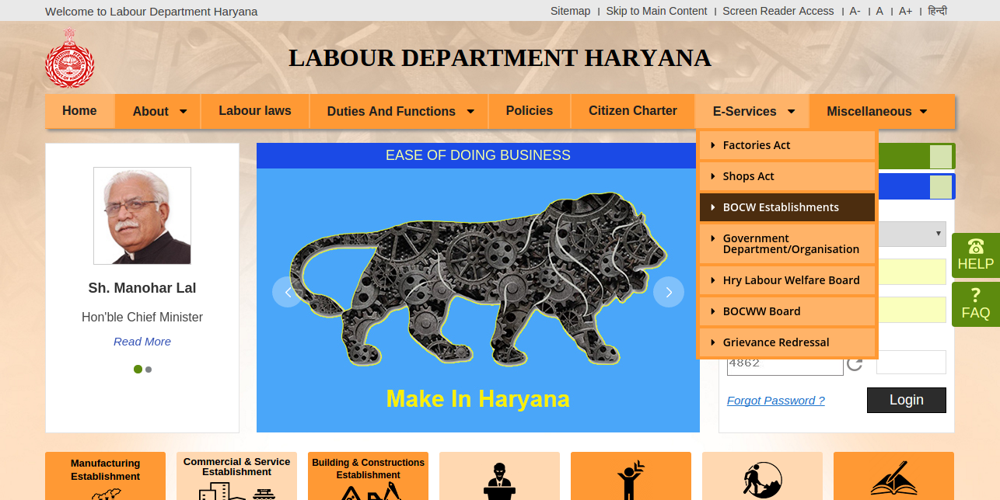 Welcome to Labour Department Haryana
Sitemap | Skip to Main Content | Screen Reader Access | A- | A | A+ | हिन्दी
LABOUR DEPARTMENT HARYANA
Home About Labour laws Duties And Functions Policies Citizen Charter E-Services Miscellaneous
Factories Act
Shops Act
BOCW Establishments
Government
Department/Organisation
Hry Labour Welfare Board
BOCWW Board
Grievance Redressal
Sh. Manohar Lal
Hon'ble Chief Minister
Read More
EASE OF DOING BUSINESS
Make In Haryana
4862
Forgot Password ?
Login
HELP
?
FAQ
Manufacturing
Establishment
Commercial & Service
Establishment
Building & Constructions
Establishment